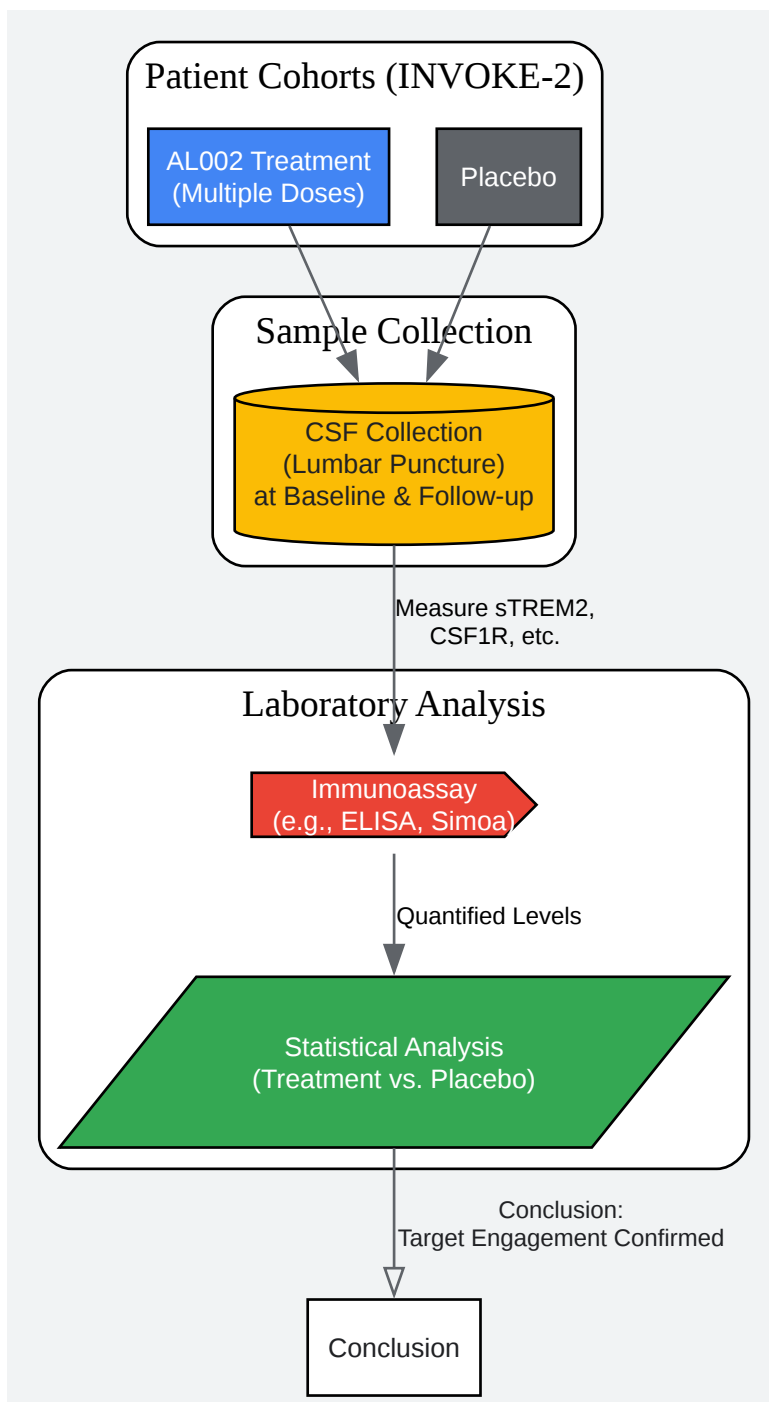 Patient Cohorts (INVOKE-2)
AL002 Treatment
(Multiple Doses)
Placebo
Sample Collection
CSF Collection
(Lumbar Puncture)
at Baseline & Follow-up
Measure sTREM2,
CSF1R, etc.
Laboratory Analysis
Immunoassay
(e.g., ELISA, Simoa)
Quantified Levels
Statistical Analysis
(Treatment vs. Placebo)
Conclusion:
Target Engagement Confirmed
Conclusion